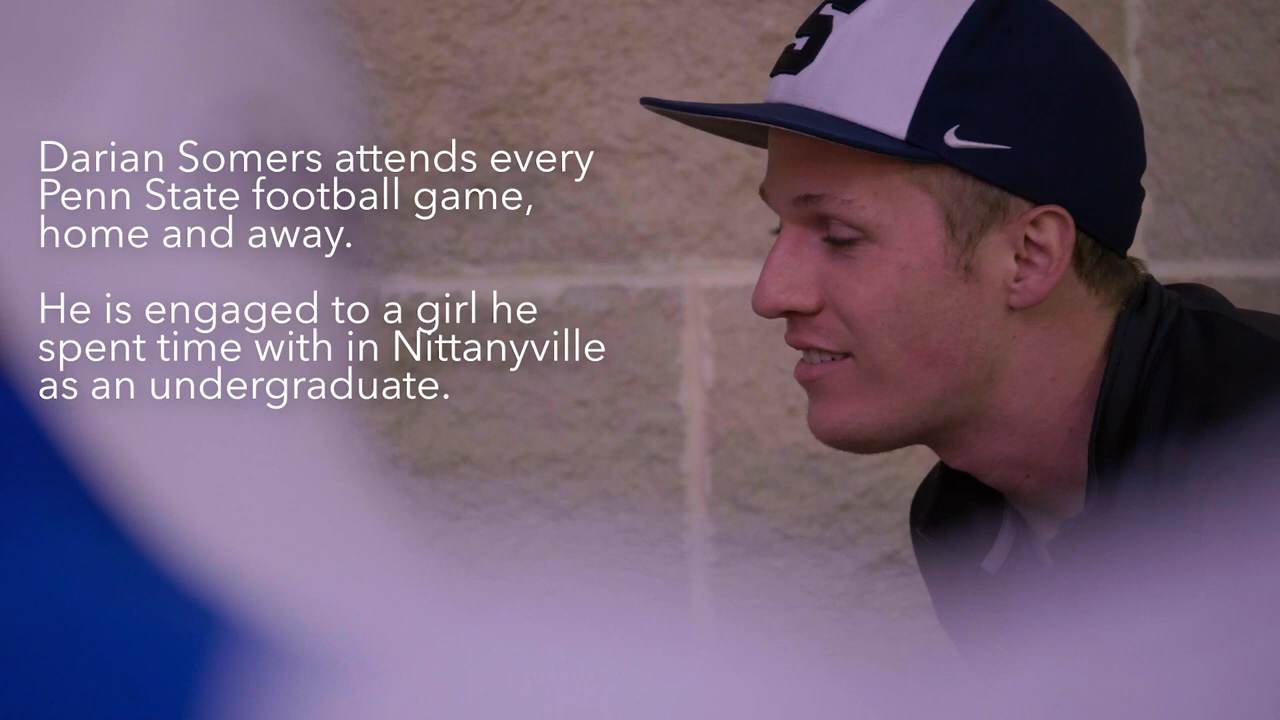 Darian Somers attends every
Penn State football game,
home and away.
He is engaged to a girl he
spent time with in Nittanyville
as an undergraduate.
S